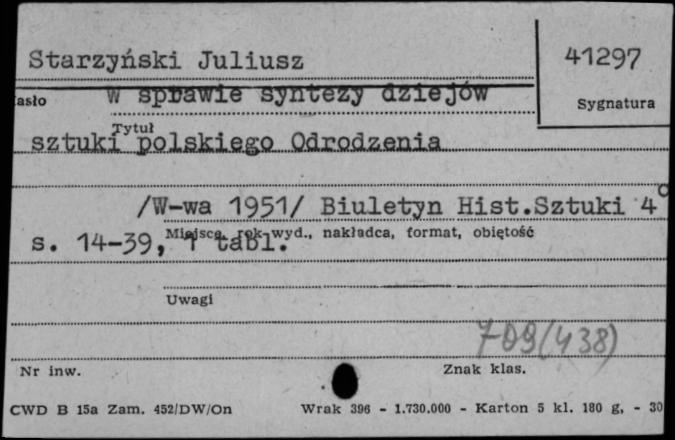 Starzyński Juliusz
41297
asło
W sprawie syntezy dziejów
Sygnatura
Tytuł
sztuki polskiego Odrodzenia
/W-wa 1951/ Biuletyn Hist.Sztuki 4°
Miejsce, rok wyd., nakładca, format, objętość
s. 14-39, 1 tabl.
Uwagi
709(438)
Nr inw.
Znak klas.
CWD B 15a Zam. 452/DW/On
Wrak 396 - 1.730.000 - Karton 5 kl. 180 g, - 30